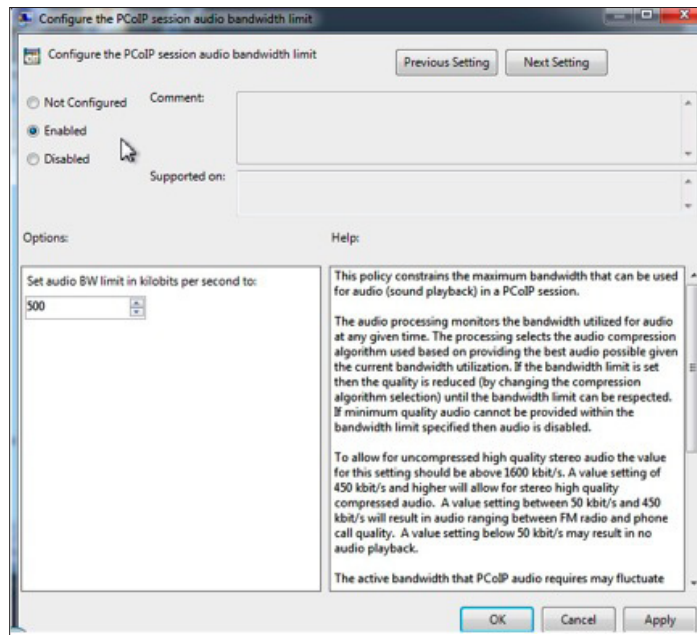 Configure the PCoIP session audio bandwidth limit
Configure the PCoIP session audio bandwidth limit
Previous Setting
Next Setting
Not Configured
Comment:
Enabled
Disabled
Supported on:
Options:
Help:
Set audio BW limit in kilobits per second to:
500
This policy constrains the maximum bandwidth that can be used
for audio (sound playback) in a PCoIP session.
The audio processing monitors the bandwidth utilized for audio
at any given time. The processing selects the audio compression
algorithm used based on providing the best audio possible given
the current bandwidth utilization. If the bandwidth limit is set
then the quality is reduced (by changing the compression
algorithm selection) until the bandwidth limit can be respected.
If minimum quality audio cannot be provided within the
bandwidth limit specified then audio is disabled.
To allow for uncompressed high quality stereo audio the value
for this setting should be above 1600 kbit/s. A value setting of
450 kbit/s and higher will allow for stereo high quality
compressed audio. A value setting between 50 kbit/s and 450
kbit/s will result in audio ranging between FM radio and phone
call quality. A value setting below 50 kbit/s may result in no
audio playback.
The active bandwidth that PCoIP audio requires may fluctuate
OK
Cancel
Apply